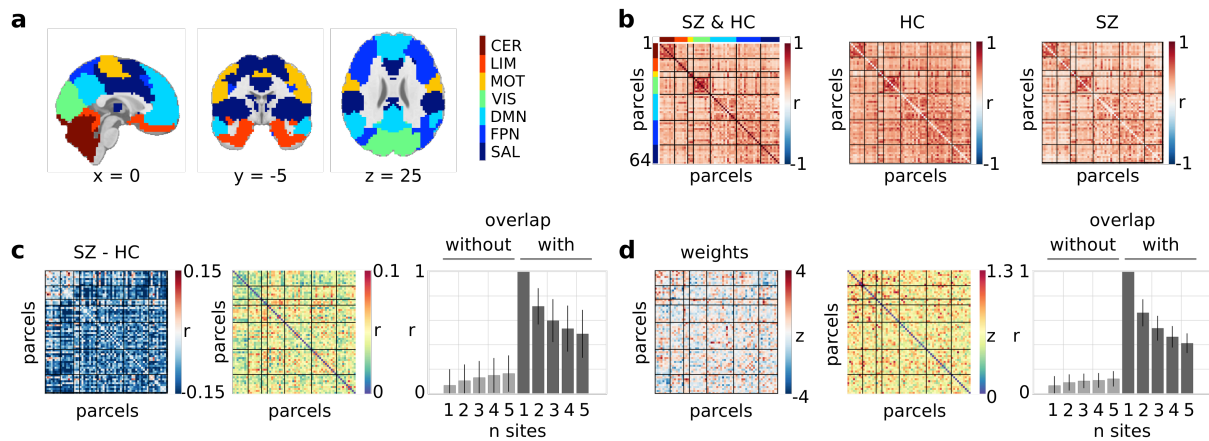 a
x = 0
y = -5
z = 25
CER
LIM
MOT
VIS
DMN
FPN
SAL
b
SZ & HC
1
64
parcels
parcels
1
r
-1
HC
parcels
parcels
1
r
-1
SZ
parcels
parcels
1
r
-1
c
SZ - HC
parcels
parcels
0.15
r
-0.15
parcels
0.1
r
0
overlap
without with
1
r
0
1 2 3 4 5 1 2 3 4 5
n sites
d
weights
parcels
parcels
4
z
-4
parcels
1.3
z
0
overlap
without with
1
r
0
1 2 3 4 5 1 2 3 4 5
n sites